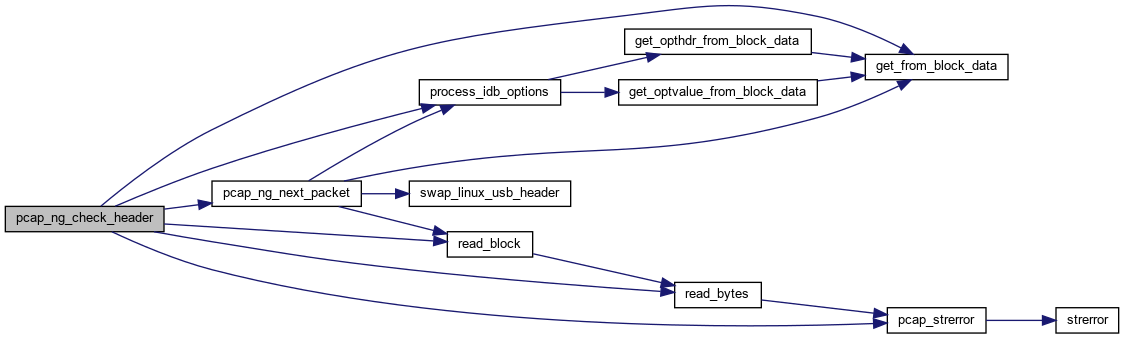 get_opthdr_from_block_data
get_from_block_data
process_idb_options
get_optvalue_from_block_data
pcap_ng_next_packet
swap_linux_usb_header
pcap_ng_check_header
read_block
read_bytes
pcap_strerror
strerror